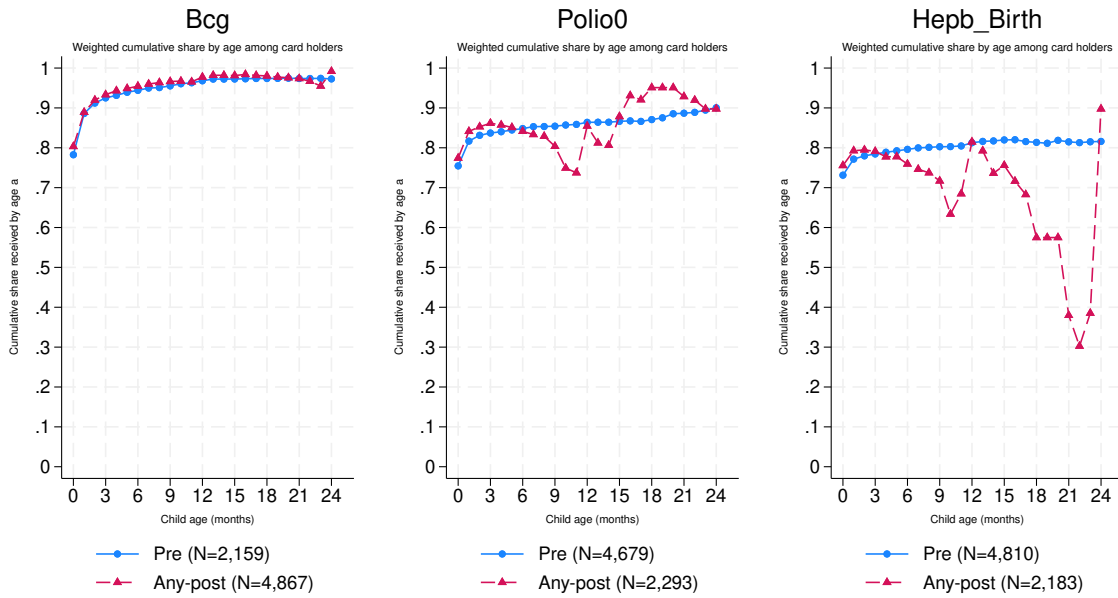 Bcg
Weighted cumulative share by age among card holders
Cumulative share received by age a
1
.9
.8
.7
.6
.5
.4
.3
.2
.1
0
0 3 6 9 12 15 18 21 24
Child age (months)
Pre (N=2,159)
Any-post (N=4,867)
Polio0
Weighted cumulative share by age among card holders
Cumulative share received by age a
1
.9
.8
.7
.6
.5
.4
.3
.2
.1
0
0 3 6 9 12 15 18 21 24
Child age (months)
Pre (N=4,679)
Any-post (N=2,293)
Hepb_Birth
Weighted cumulative share by age among card holders
Cumulative share received by age a
1
.9
.8
.7
.6
.5
.4
.3
.2
.1
0
0 3 6 9 12 15 18 21 24
Child age (months)
Pre (N=4,810)
Any-post (N=2,183)